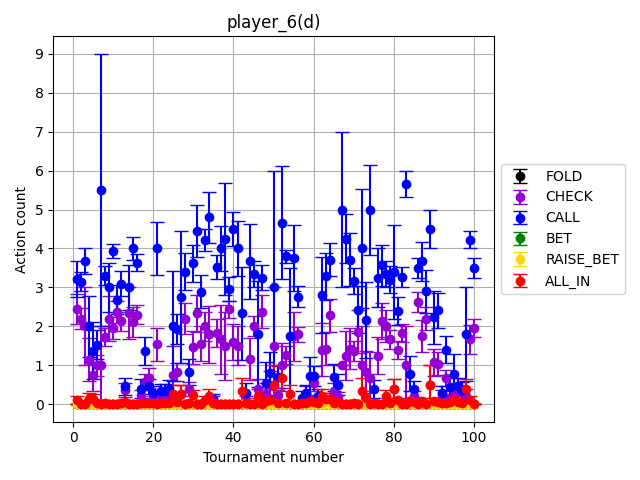 player_6(d)
Action count
9
8
7
6
5
4
3
2
1
0
0 20 40 60 80 100
Tournament number
FOLD
CHECK
CALL
BET
RAISE_BET
ALL_IN